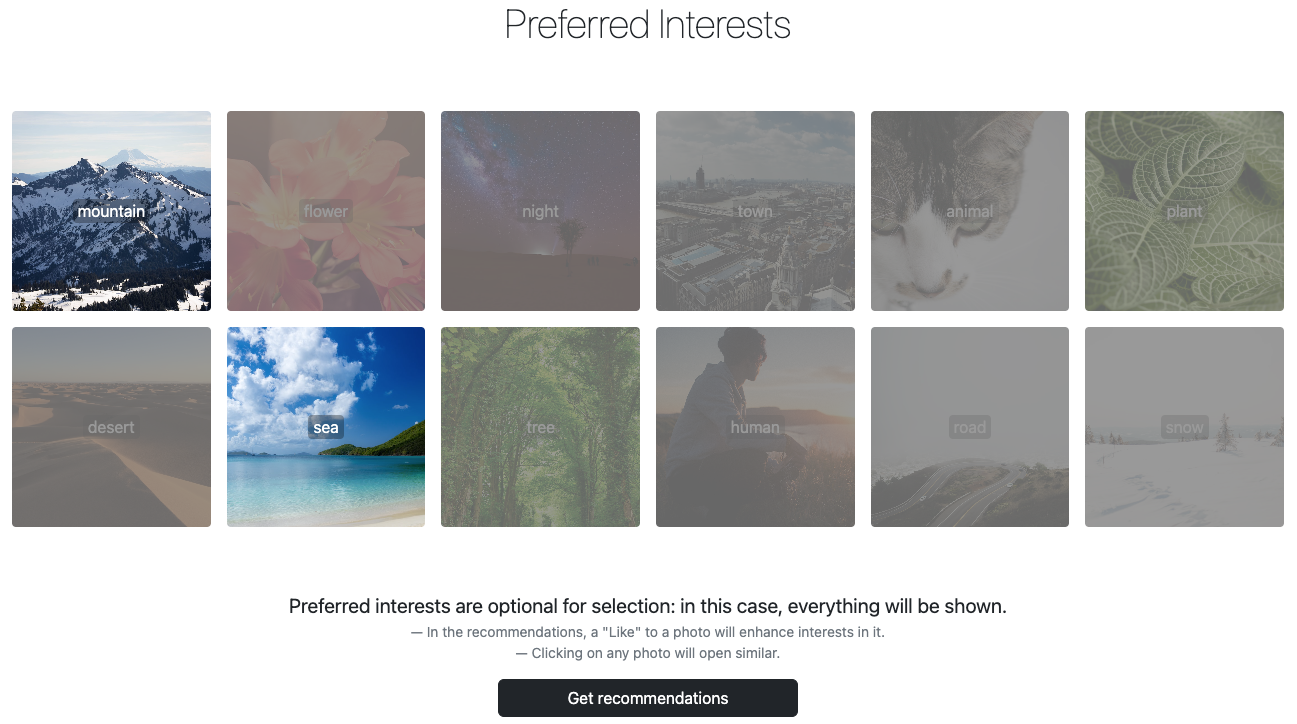 Preferred Interests
mountain
flower
night
town
animal
plant
desert
sea
tree
human
road
snow
Preferred interests are optional for selection: in this case, everything will be shown.
— In the recommendations, a "Like" to a photo will enhance interests in it.
— Clicking on any photo will open similar.
Get recommendations